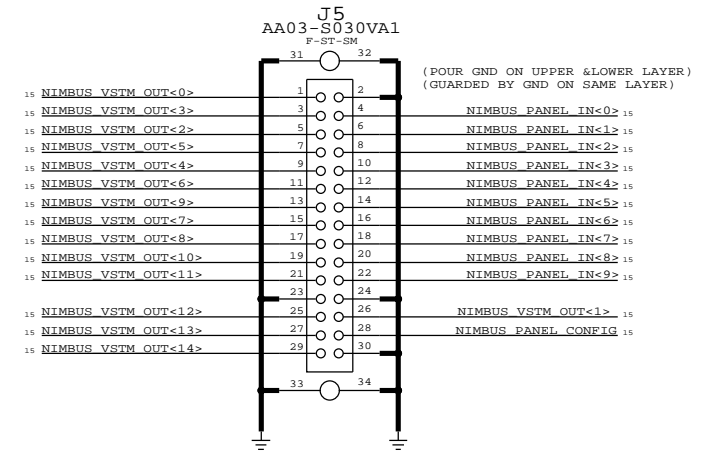 J5
AA03-S030VA1
F-ST-SM
31 32
(POUR GND ON UPPER &LOWER LAYER)
(GUARDED BY GND ON SAME LAYER)
15 NIMBUS_VSTM_OUT<0> 1 2
15 NIMBUS_VSTM_OUT<3> 3 4 NIMBUS_PANEL_IN<0> 15
15 NIMBUS_VSTM_OUT<2> 5 6 NIMBUS_PANEL_IN<1> 15
15 NIMBUS_VSTM_OUT<5> 7 8 NIMBUS_PANEL_IN<2> 15
15 NIMBUS_VSTM_OUT<4> 9 10 NIMBUS_PANEL_IN<3> 15
15 NIMBUS_VSTM_OUT<6> 11 12 NIMBUS_PANEL_IN<4> 15
15 NIMBUS_VSTM_OUT<9> 13 14 NIMBUS_PANEL_IN<5> 15
15 NIMBUS_VSTM_OUT<7> 15 16 NIMBUS_PANEL_IN<6> 15
15 NIMBUS_VSTM_OUT<8> 17 18 NIMBUS_PANEL_IN<7> 15
15 NIMBUS_VSTM_OUT<10> 19 20 NIMBUS_PANEL_IN<8> 15
15 NIMBUS_VSTM_OUT<11> 21 22 NIMBUS_PANEL_IN<9> 15
23 24
15 NIMBUS_VSTM_OUT<12> 25 26 NIMBUS_VSTM_OUT<1> 15
15 NIMBUS_VSTM_OUT<13> 27 28 NIMBUS_PANEL_CONFIG 15
15 NIMBUS_VSTM_OUT<14> 29 30
33 34